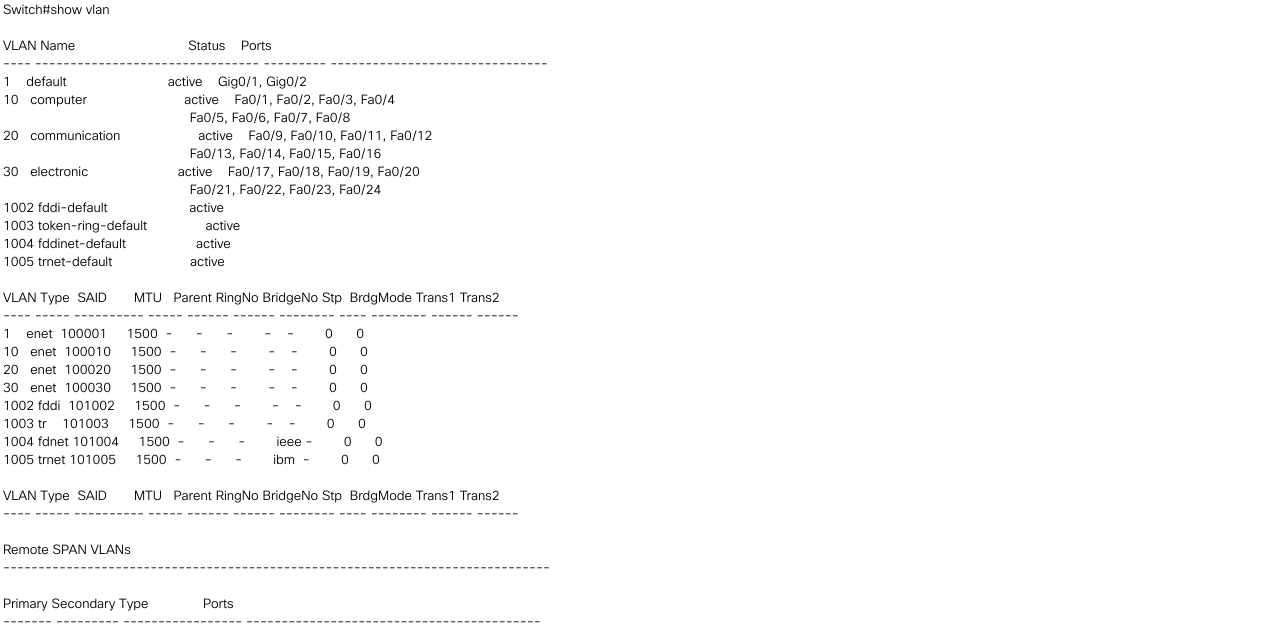 Switch#show vlan
VLAN Name Status Ports
---- -------------------------------- --------- -------------------------------
1 default active Gig0/1, Gig0/2
10 computer active Fa0/1, Fa0/2, Fa0/3, Fa0/4
Fa0/5, Fa0/6, Fa0/7, Fa0/8
20 communication active Fa0/9, Fa0/10, Fa0/11, Fa0/12
Fa0/13, Fa0/14, Fa0/15, Fa0/16
30 electronic active Fa0/17, Fa0/18, Fa0/19, Fa0/20
Fa0/21, Fa0/22, Fa0/23, Fa0/24
1002 fddi-default active
1003 token-ring-default active
1004 fddinet-default active
1005 trnet-default active
VLAN Type SAID MTU Parent RingNo BridgeNo Stp BrdgMode Trans1 Trans2
---- ----- ---------- ----- ------ ------ -------- ---- -------- ------ ------
1 enet 100001 1500 - - - - - 0 0
10 enet 100010 1500 - - - - - 0 0
20 enet 100020 1500 - - - - - 0 0
30 enet 100030 1500 - - - - - 0 0
1002 fddi 101002 1500 - - - - - 0 0
1003 tr 101003 1500 - - - - - 0 0
1004 fdnet 101004 1500 - - - ieee - 0 0
1005 trnet 101005 1500 - - - ibm - 0 0
VLAN Type SAID MTU Parent RingNo BridgeNo Stp BrdgMode Trans1 Trans2
---- ----- ---------- ----- ------ ------ -------- ---- -------- ------ ------
Remote SPAN VLANs
------------------------------------------------------------------------------
Primary Secondary Type Ports
------- --------- ----------------- ------------------------------------------